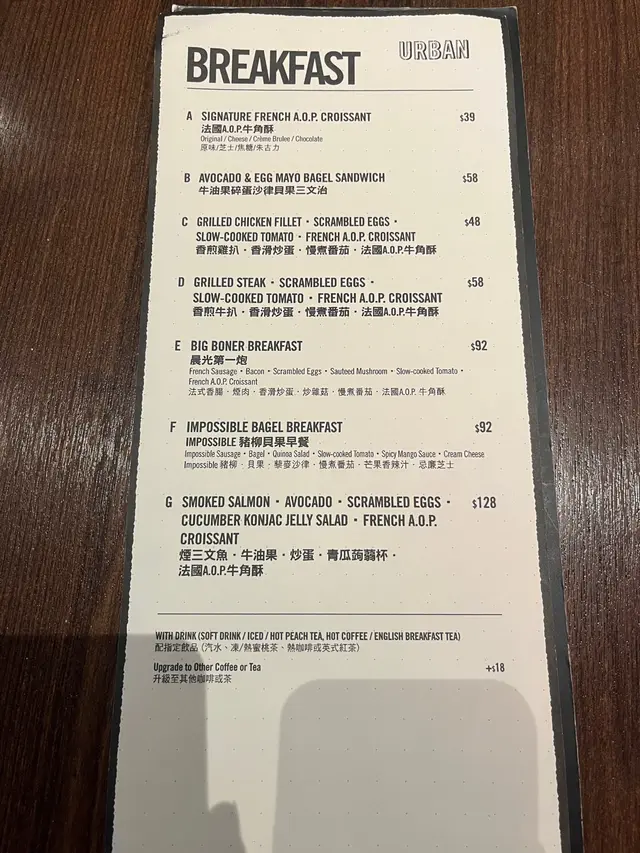 URBAN
BREAKFAST
A SIGNATURE FRENCH A.O.P. CROISSANT $39
法國A.O.P.牛角酥
Original / Cheese / Crème Brulee / Chocolate
原味/芝士/焦糖/朱古力
B AVOCADO & EGG MAYO BAGEL SANDWICH $58
牛油果碎蛋沙律貝果三文治
C GRILLED CHICKEN FILLET · SCRAMBLED EGGS · $48
SLOW-COOKED TOMATO · FRENCH A.O.P. CROISSANT
香煎雞扒 · 香滑炒蛋 · 慢煮番茄 · 法國A.O.P.牛角酥
D GRILLED STEAK · SCRAMBLED EGGS · $58
SLOW-COOKED TOMATO · FRENCH A.O.P. CROISSANT
香煎牛扒 · 香滑炒蛋 · 慢煮番茄 · 法國A.O.P.牛角酥
E BIG BONER BREAKFAST $92
晨光第一炮
French Sausage · Bacon · Scrambled Eggs · Sauteed Mushroom · Slow-cooked Tomato ·
French A.O.P. Croissant
法式香腸 · 煙肉 · 香滑炒蛋 · 炒雜菇 · 慢煮番茄 · 法國A.O.P. 牛角酥
F IMPOSSIBLE BAGEL BREAKFAST $92
IMPOSSIBLE 豬柳貝果早餐
Impossible Sausage · Bagel · Quinoa Salad · Slow-cooked Tomato · Spicy Mango Sauce · Cream Cheese
Impossible 豬柳 · 貝果 · 藜麥沙律 · 慢煮番茄 · 芒果香辣汁 · 忌廉芝士
G SMOKED SALMON · AVOCADO · SCRAMBLED EGGS · $128
CUCUMBER KONJAC JELLY SALAD · FRENCH A.O.P.
CROISSANT
煙三文魚 · 牛油果 · 炒蛋 · 青瓜蒟蒻杯 ·
法國A.O.P.牛角酥
WITH DRINK (SOFT DRINK / ICED / HOT PEACH TEA, HOT COFFEE / ENGLISH BREAKFAST TEA)
配指定飲品 (汽水、凍/熱蜜桃茶、熱咖啡或英式紅茶)
Upgrade to Other Coffee or Tea +$18
升級至其他咖啡或茶